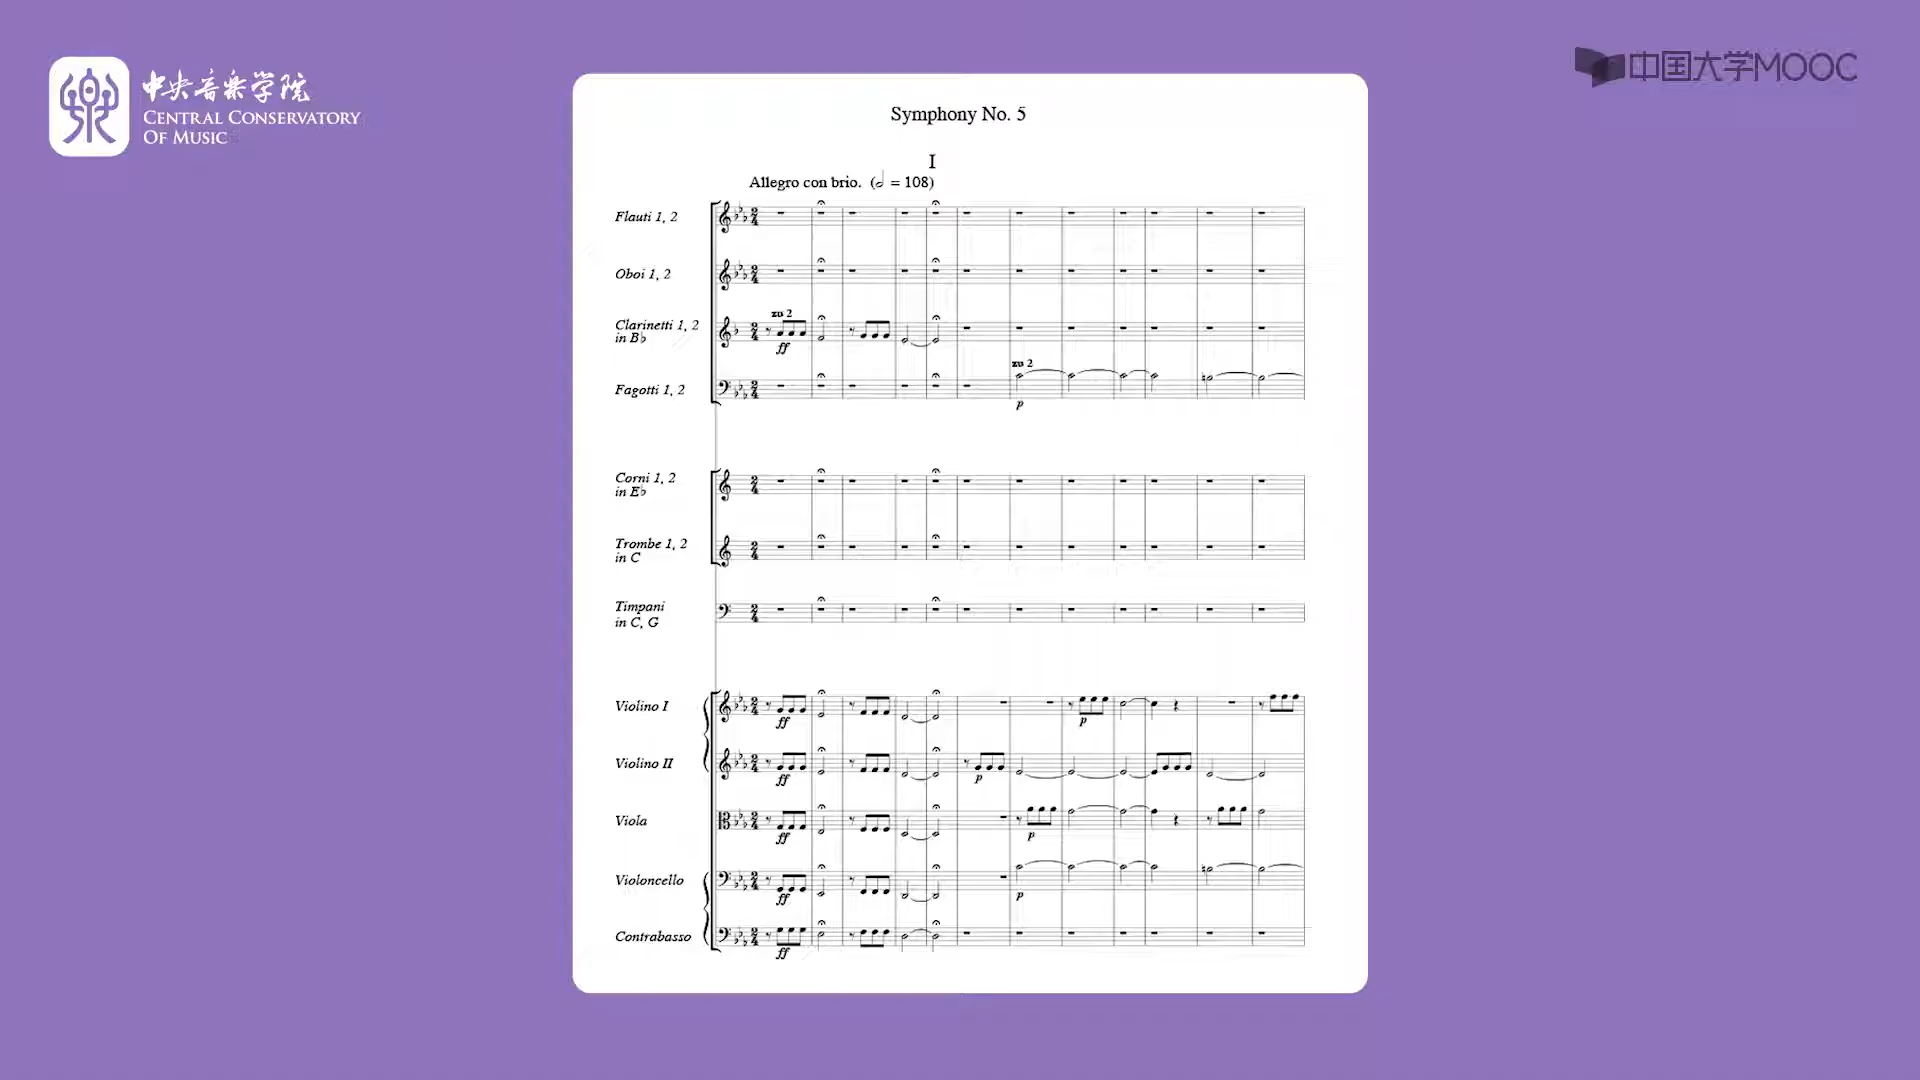 中央音乐学院
CENTRAL CONSERVATORY
OF MUSIC
中国大学MOOC
Symphony No. 5
I
Allegro con brio. (𝅗𝅥 = 108)
Flauti 1, 2
Oboi 1, 2
zu 2
Clarinetti 1, 2
in B♭
ff
zu 2
Fagotti 1, 2
p
Corni 1, 2
in E♭
Trombe 1, 2
in C
Timpani
in C, G
Violino I
ff p
Violino II
ff p
Viola
ff p
Violoncello
ff p
Contrabasso
ff